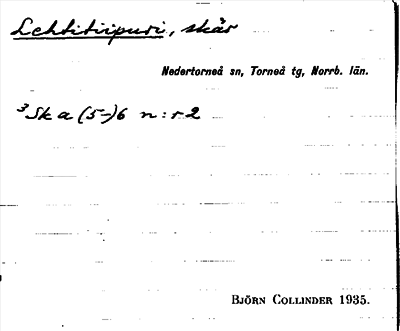 Lehtitiipuri, skär
Nedertorneå sn, Torneå tg, Norrb. län.
³Ska (5-)6 n:r 2
BJÖRN COLLINDER 1935.